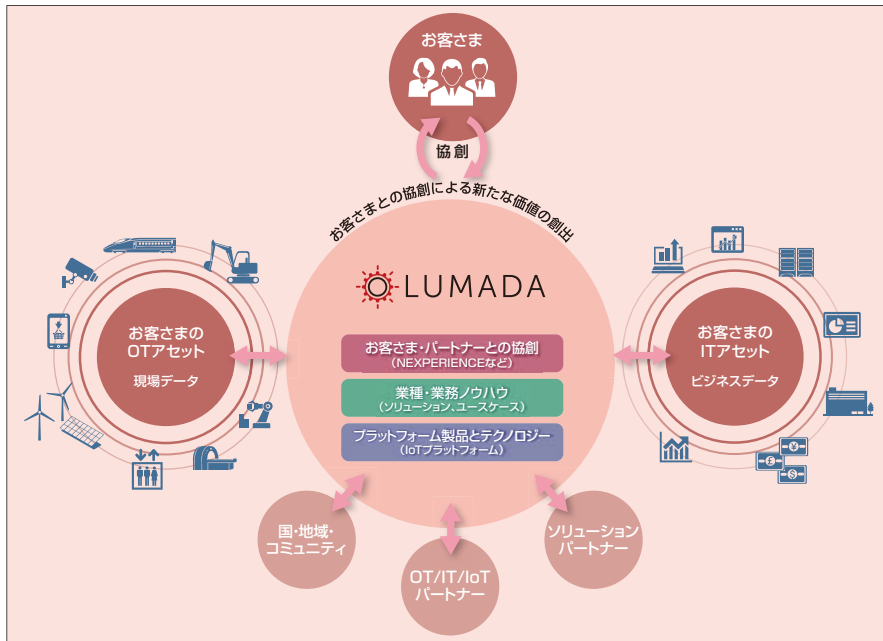 お客さま
協創
お客さまとの協創による新たな価値の創出
LUMADA
お客さまの
OTアセット
現場データ
お客さま・パートナーとの協創
(NEXPERIENCEなど)
業種・業務ノウハウ
(ソリューション、ユースケース)
プラットフォーム製品とテクノロジー
(IoTプラットフォーム)
お客さまの
ITアセット
ビジネスデータ
¥
£
$
国・地域・
コミュニティ
OT/IT/IoT
パートナー
ソリューション
パートナー